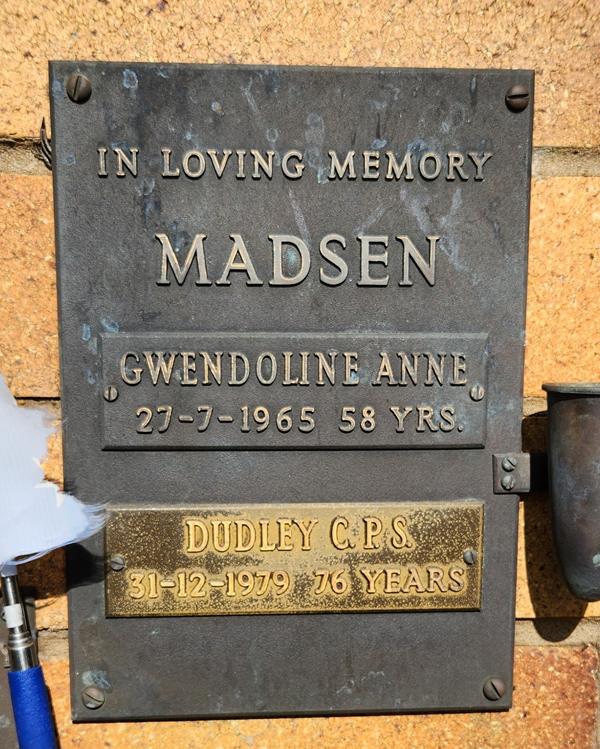 IN LOVING MEMORY
MADSEN
GWENDOLINE ANNE
27-7-1965 58 YRS.
DUDLEY C.P.S.
31-12-1979 76 YEARS